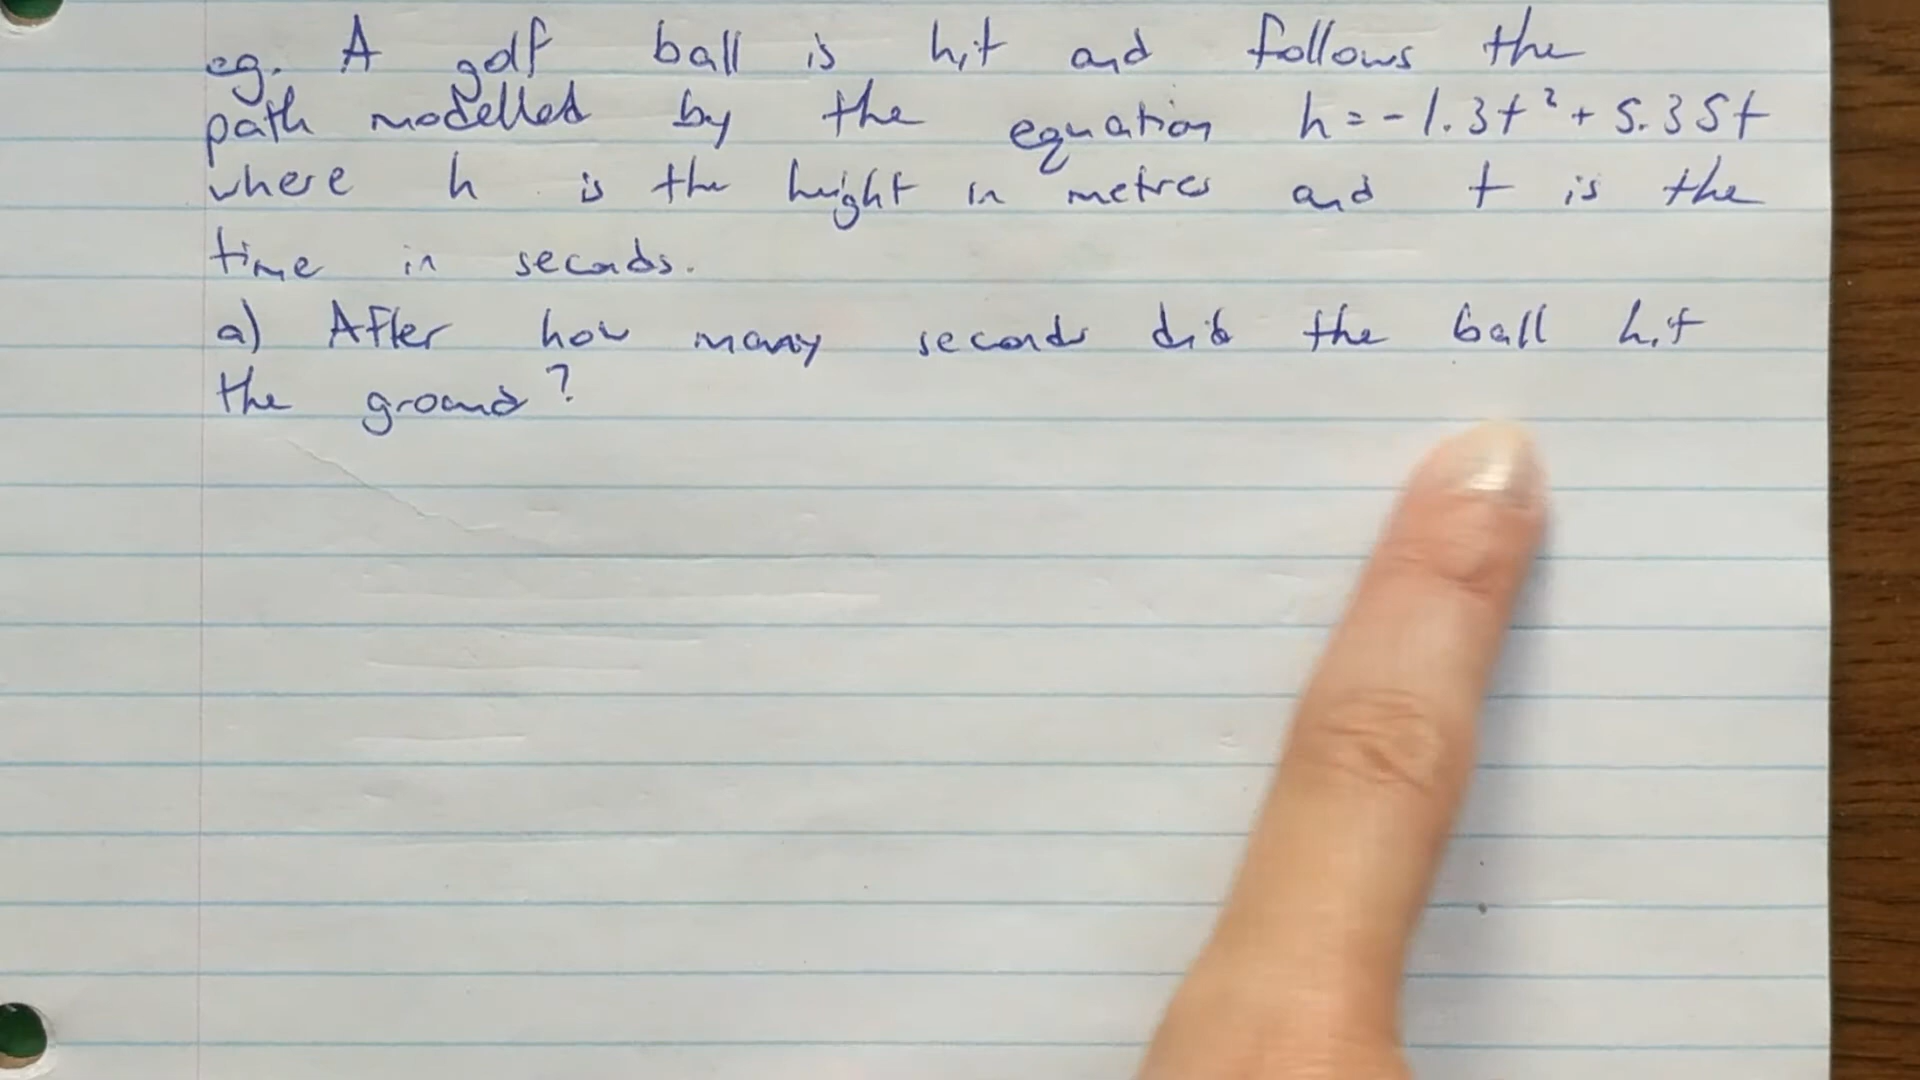 eg. A golf ball is hit and follows the
path modelled by the equation h = -1.3t² + 5.35t
where h is the height in metres and t is the
time in seconds.
a) After how many seconds did the ball hit
the ground?